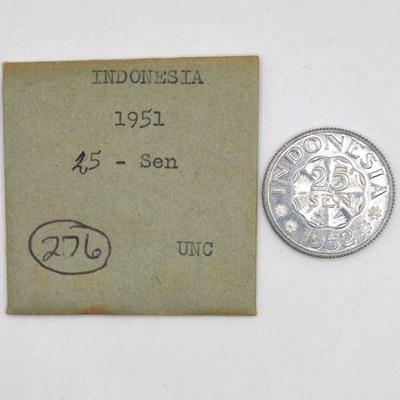 INDONESIA
1951
25 - Sen
276
UNC
INDONESIA
25
SEN
1952